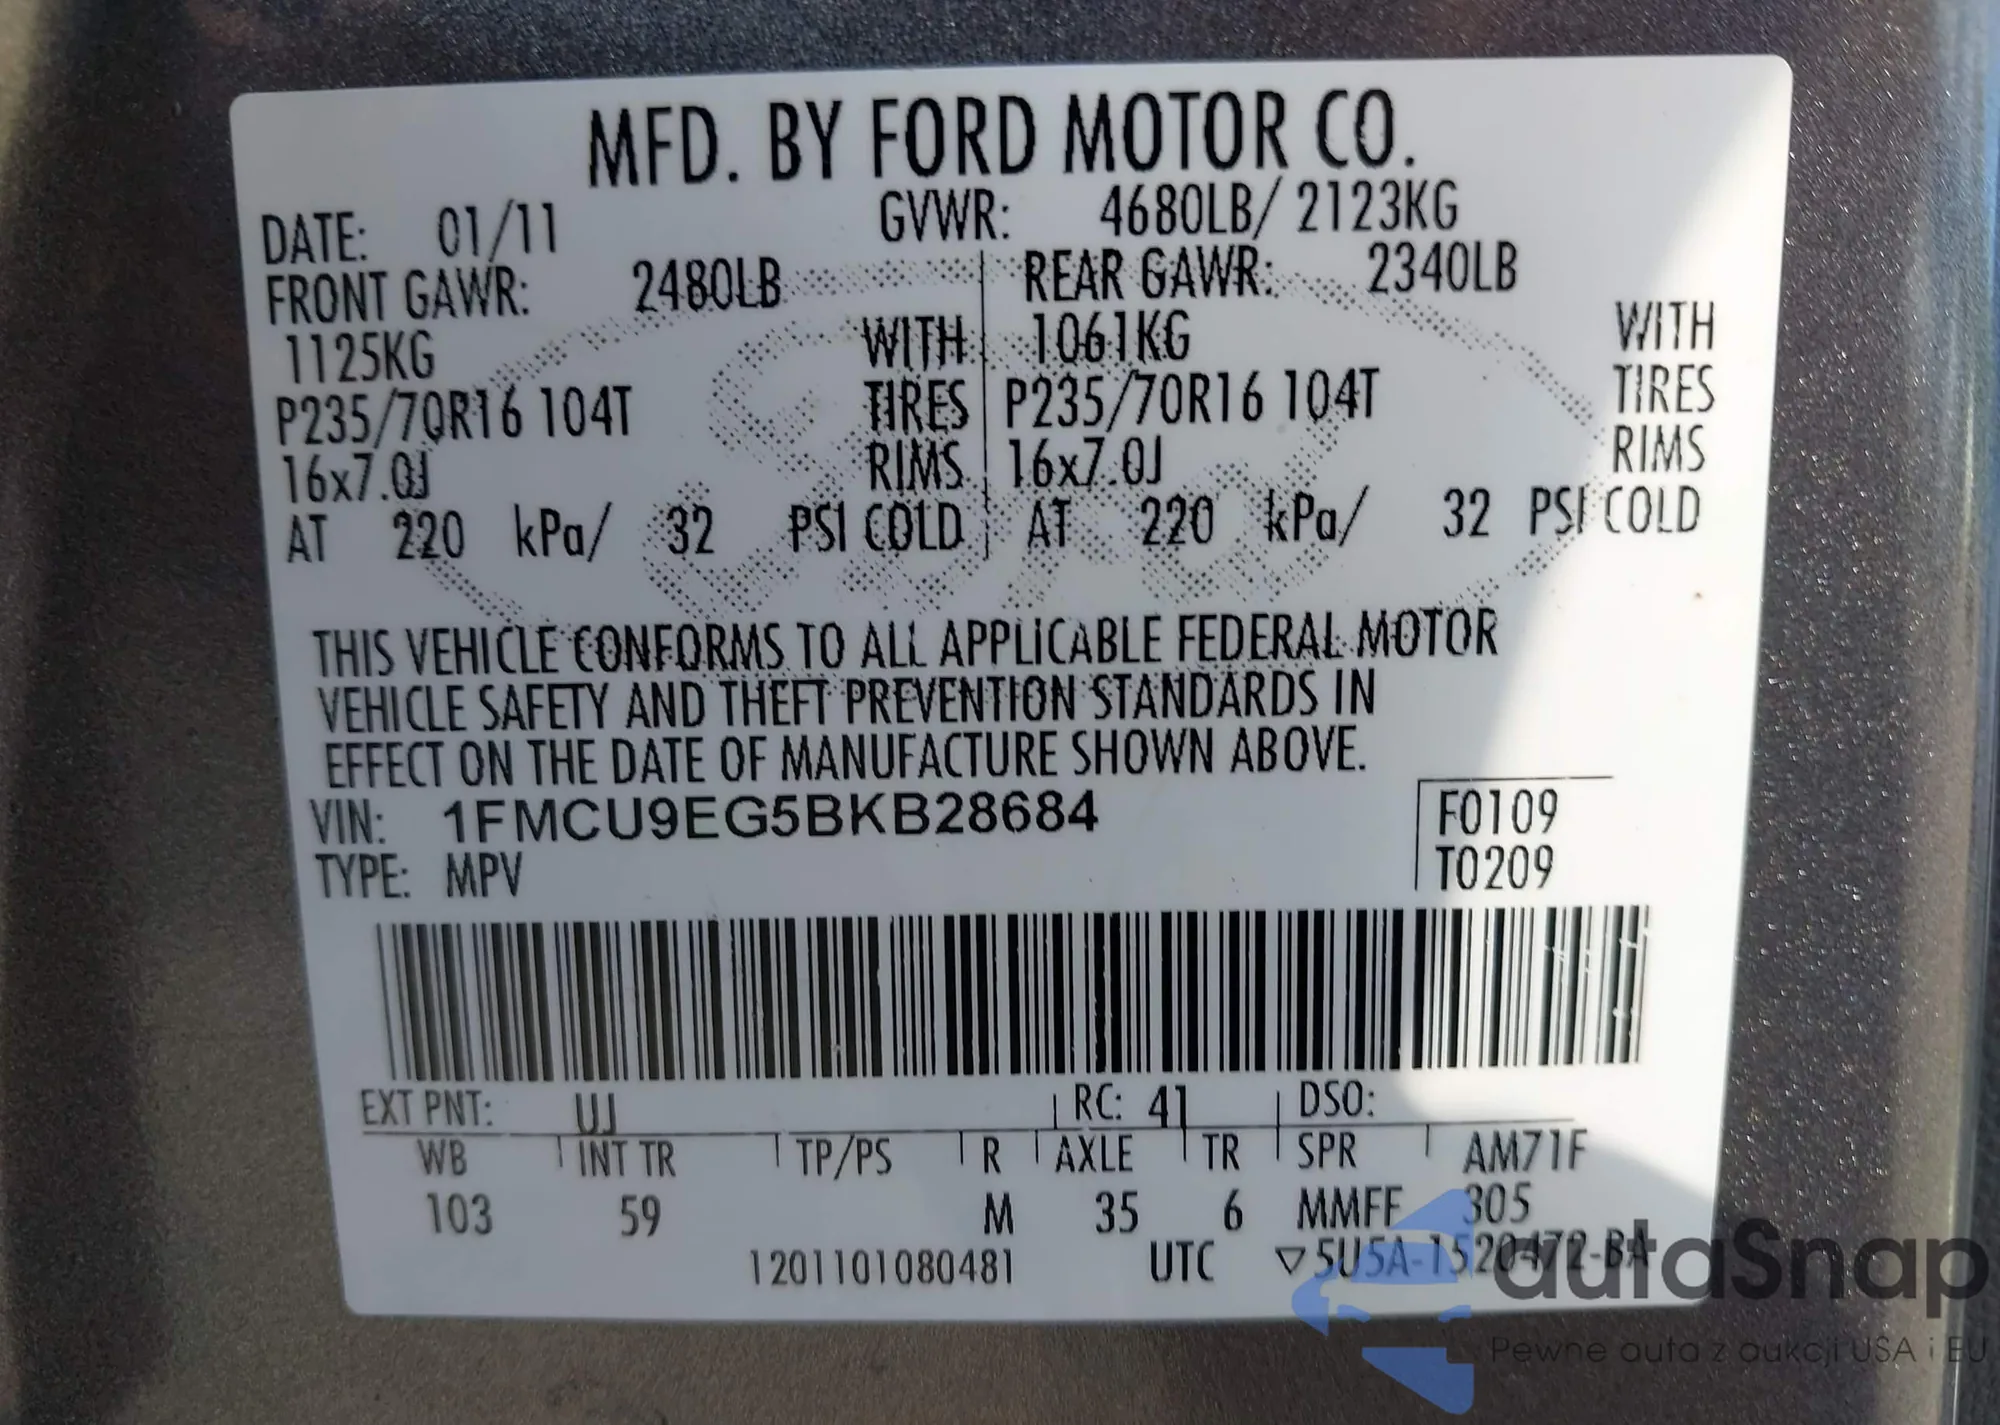 MFD. BY FORD MOTOR CO.
DATE: 01/11 GVWR: 4680LB/ 2123KG
FRONT GAWR: 2480LB REAR GAWR: 2340LB
1125KG WITH 1061KG WITH
P235/70R16 104T TIRES P235/70R16 104T TIRES
16x7.0J RIMS 16x7.0J RIMS
AT 220 kPa/ 32 PSI COLD AT 220 kPa/ 32 PSI COLD
THIS VEHICLE CONFORMS TO ALL APPLICABLE FEDERAL MOTOR
VEHICLE SAFETY AND THEFT PREVENTION STANDARDS IN
EFFECT ON THE DATE OF MANUFACTURE SHOWN ABOVE.
VIN: 1FMCU9EG5BKB28684 F0109
TYPE: MPV T0209
EXT PNT: UJ RC: 41 DSO:
WB INT TR TP/PS R AXLE TR SPR AM71F
103 59 M 35 6 MMFF 305
1201101080481 UTC ▽5U5A-1520472-BA
autaSnap
Pewne auta z aukcji USA i EU